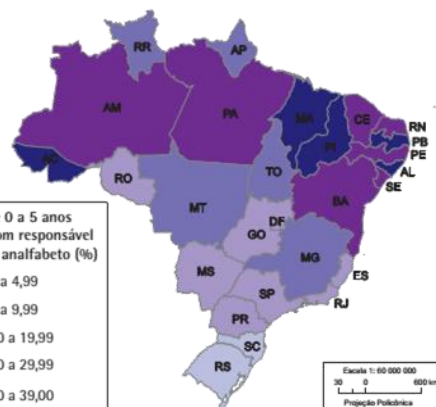 RR
AP
AM
PA
MA
CE
RN
PI
PB
PE
AC
AL
TO
SE
RO
BA
MT
DF
GO
MG
MS
ES
SP
RJ
PR
SC
RS
0 a 5 anos
om responsável
analfabeto (%)
a 4,99
a 9,99
0 a 19,99
0 a 29,99
0 a 39,00
Escala 1: 60 000 000
30 0 600 km
Projeção Policônica